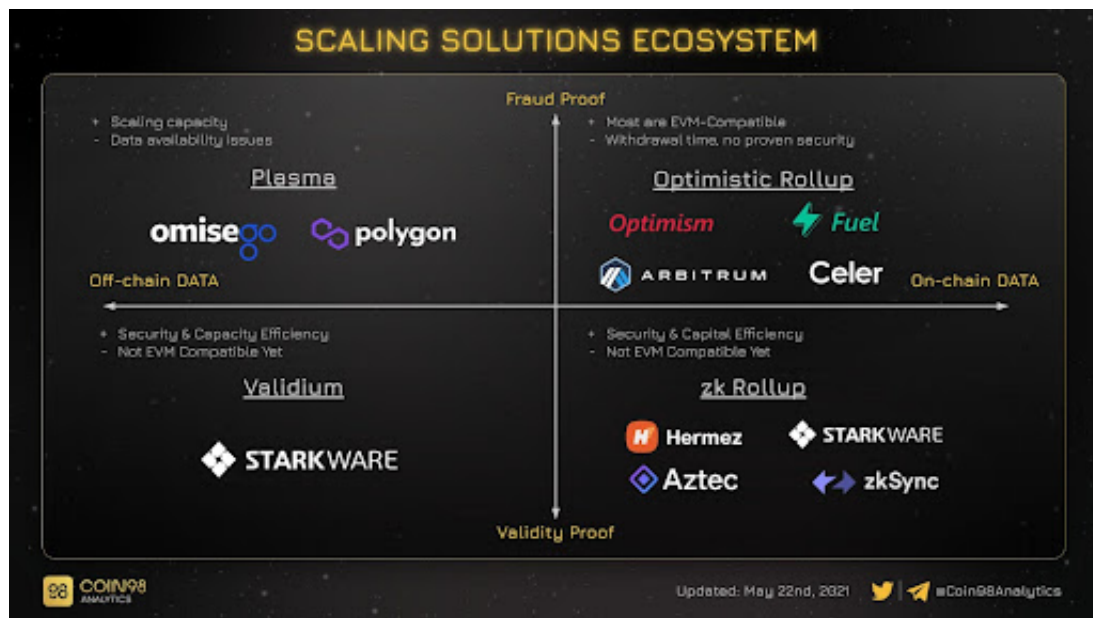 SCALING SOLUTIONS ECOSYSTEM
Fraud Proof
+ Scaling capacity
- Data availability issues
Plasma
omisego
polygon
+ Most are EVM-Compatible
- Withdrawal time, no proven security
Optimistic Rollup
Optimism
Fuel
ARBITRUM
Celer
Off-chain DATA
On-chain DATA
+ Security & Capacity Efficiency
- Not EVM Compatible Yet
Validium
STARKWARE
+ Security & Capital Efficiency
- Not EVM Compatible Yet
zk Rollup
Hermez
STARKWARE
Aztec
zkSync
Validity Proof
98 COIN98
ANALYTICS
Updated: May 22nd, 2021
@Coin98Analytics